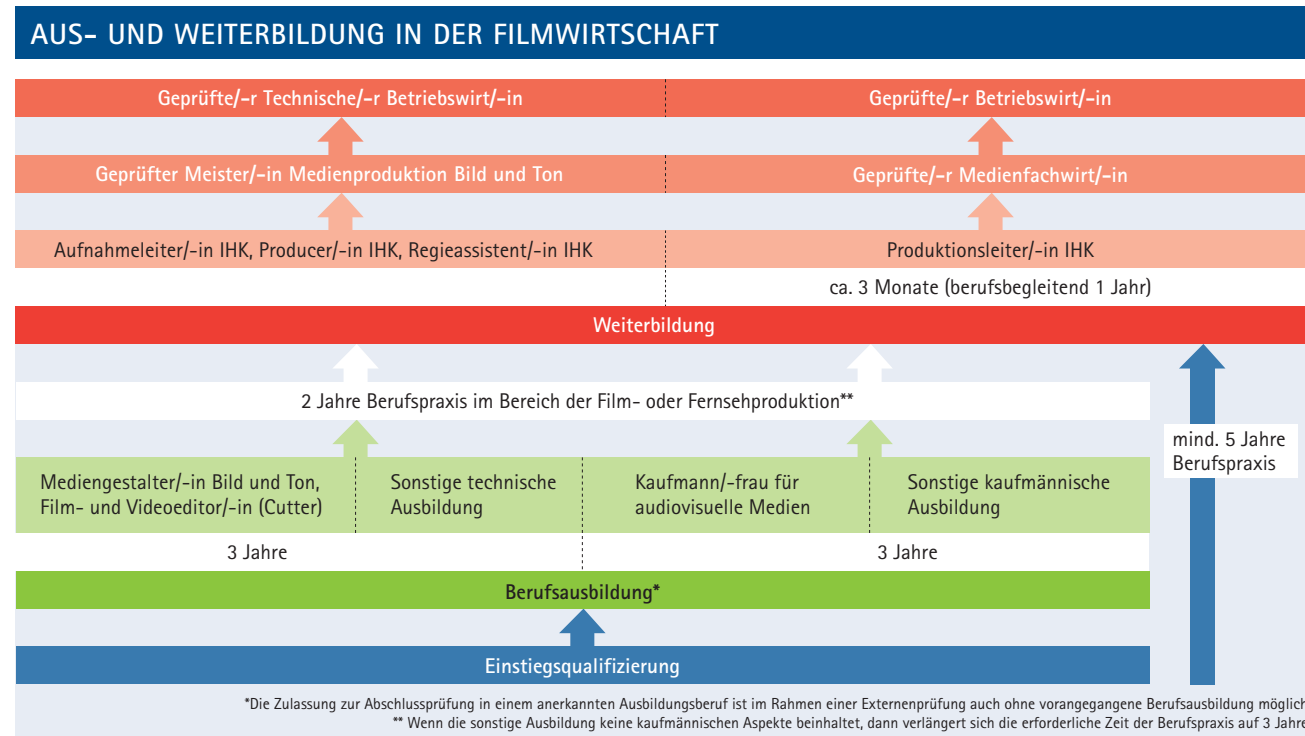 AUS- UND WEITERBILDUNG IN DER FILMWIRTSCHAFT
Geprüfte/-r Technische/-r Betriebswirt/-in
Geprüfte/-r Betriebswirt/-in
Geprüfter Meister/-in Medienproduktion Bild und Ton
Geprüfte/-r Medienfachwirt/-in
Aufnahmeleiter/-in IHK, Producer/-in IHK, Regieassistent/-in IHK
Produktionsleiter/-in IHK
ca. 3 Monate (berufsbegleitend 1 Jahr)
Weiterbildung
2 Jahre Berufspraxis im Bereich der Film- oder Fernsehproduktion**
mind. 5 Jahre
Berufspraxis
Mediengestalter/-in Bild und Ton,
Film- und Videoeditor/-in (Cutter)
Sonstige technische
Ausbildung
Kaufmann/-frau für
audiovisuelle Medien
Sonstige kaufmännische
Ausbildung
3 Jahre
3 Jahre
Berufsausbildung*
Einstiegsqualifizierung
*Die Zulassung zur Abschlussprüfung in einem anerkannten Ausbildungsberuf ist im Rahmen einer Externenprüfung auch ohne vorangegangene Berufsausbildung möglich
** Wenn die sonstige Ausbildung keine kaufmännischen Aspekte beinhaltet, dann verlängert sich die erforderliche Zeit der Berufspraxis auf 3 Jahre